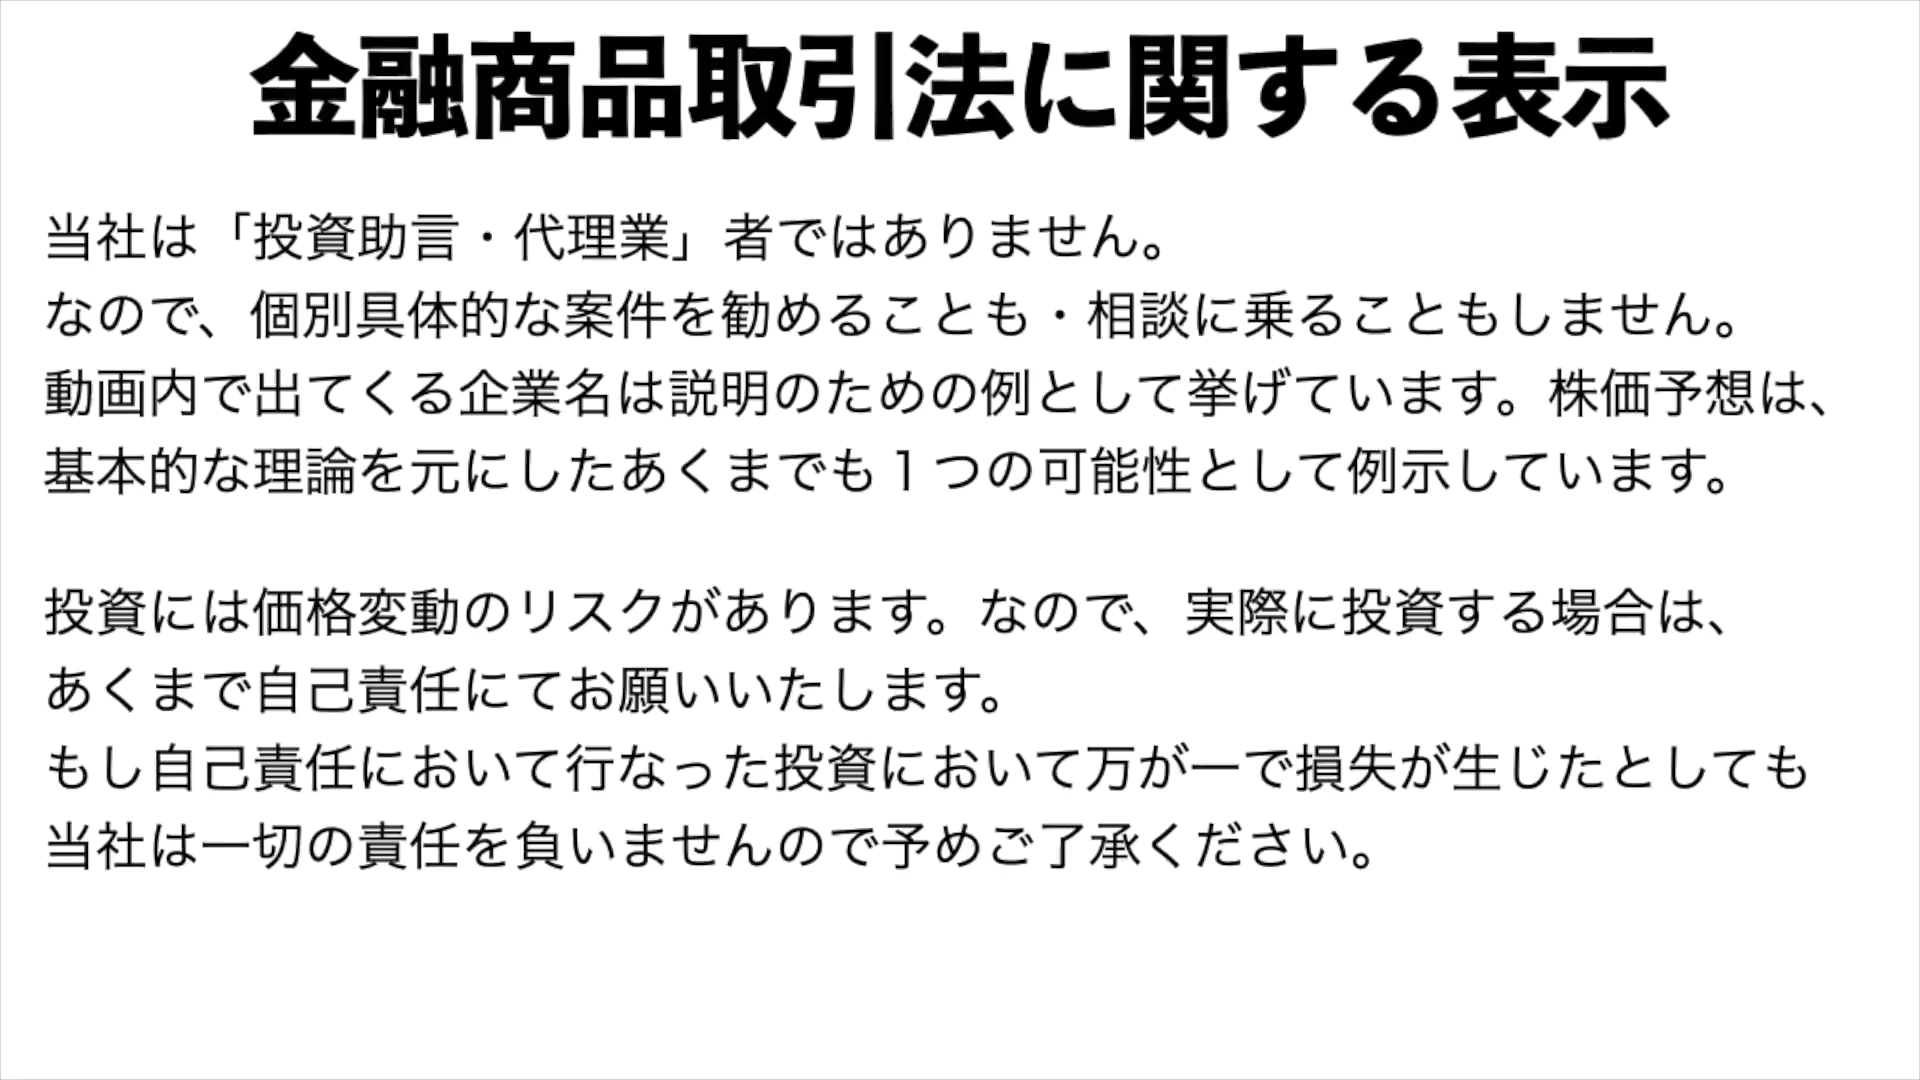 金融商品取引法に関する表示
当社は「投資助言・代理業」者ではありません。
なので、個別具体的な案件を勧めることも・相談に乗ることもしません。
動画内で出てくる企業名は説明のための例として挙げています。株価予想は、
基本的な理論を元にしたあくまでも１つの可能性として例示しています。
投資には価格変動のリスクがあります。なので、実際に投資する場合は、
あくまで自己責任にてお願いいたします。
もし自己責任において行なった投資において万が一で損失が生じたとしても
当社は一切の責任を負いませんので予めご了承ください。